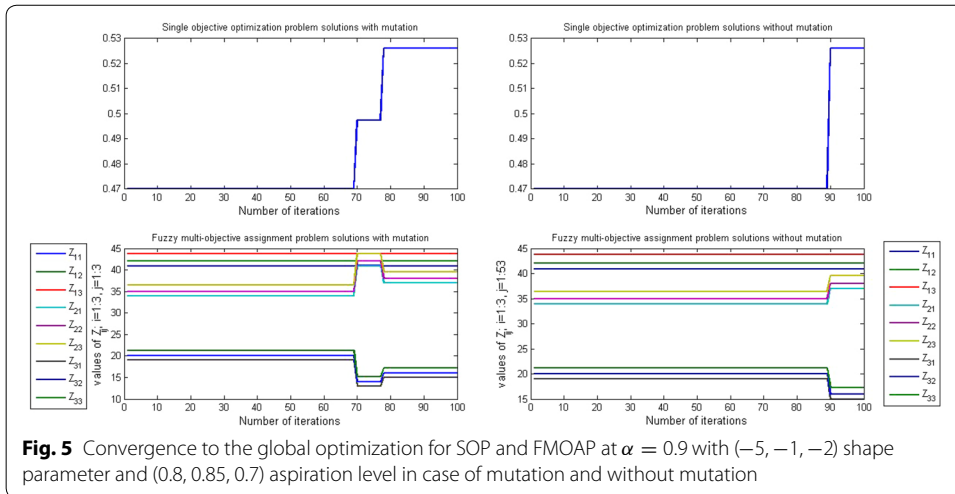 Single objective optimization problem solutions with mutation
0.53
0.52
0.51
0.5
0.49
0.48
0.47
0 10 20 30 40 50 60 70 80 90 100
Number of iterations
Single objective optimization problem solutions without mutation
0.53
0.52
0.51
0.5
0.49
0.48
0.47
0 10 20 30 40 50 60 70 80 90 100
Number of iterations
Z11
Z12
Z13
Z21
Z22
Z23
Z31
Z32
Z33
Fuzzy multi-objective assignment problem solutions with mutation
values of Zij; i=1:3, j=1:3
45
40
35
30
25
20
15
10
0 10 20 30 40 50 60 70 80 90 100
Number of iterations
Fuzzy multi-objective assignment problem solutions without mutation
values of Zij; i=1:3, j=1:53
45
40
35
30
25
20
15
0 10 20 30 40 50 60 70 80 90 100
Number of iterations
Z11
Z12
Z13
Z21
Z22
Z23
Z31
Z32
Z33
Fig. 5 Convergence to the global optimization for SOP and FMOAP at α = 0.9 with (−5, −1, −2) shape
parameter and (0.8, 0.85, 0.7) aspiration level in case of mutation and without mutation